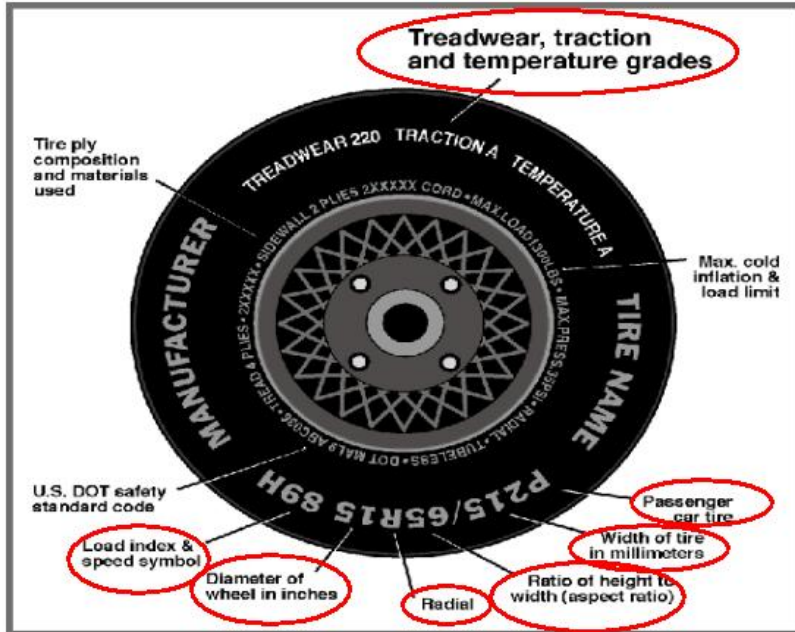 Treadwear, traction
and temperature grades
Tire ply
composition
and materials
used
TREADWEAR 220 TRACTION A TEMPERATURE A
SIDEWALL 2 PLIES 2XXXXX CORD • MAX.LOAD 1300LBS • MAX.PRESS.35PSI • RADIAL • TUBELESS • DOT MAL9 ABC036 • TREAD 4 PLIES • 2XXXXX •
Max. cold
inflation &
load limit
MANUFACTURER
TIRE NAME
P215/65R15 89H
U.S. DOT safety
standard code
Passenger
car tire
Load index &
speed symbol
Width of tire
in millimeters
Diameter of
wheel in inches
Radial
Ratio of height to
width (aspect ratio)